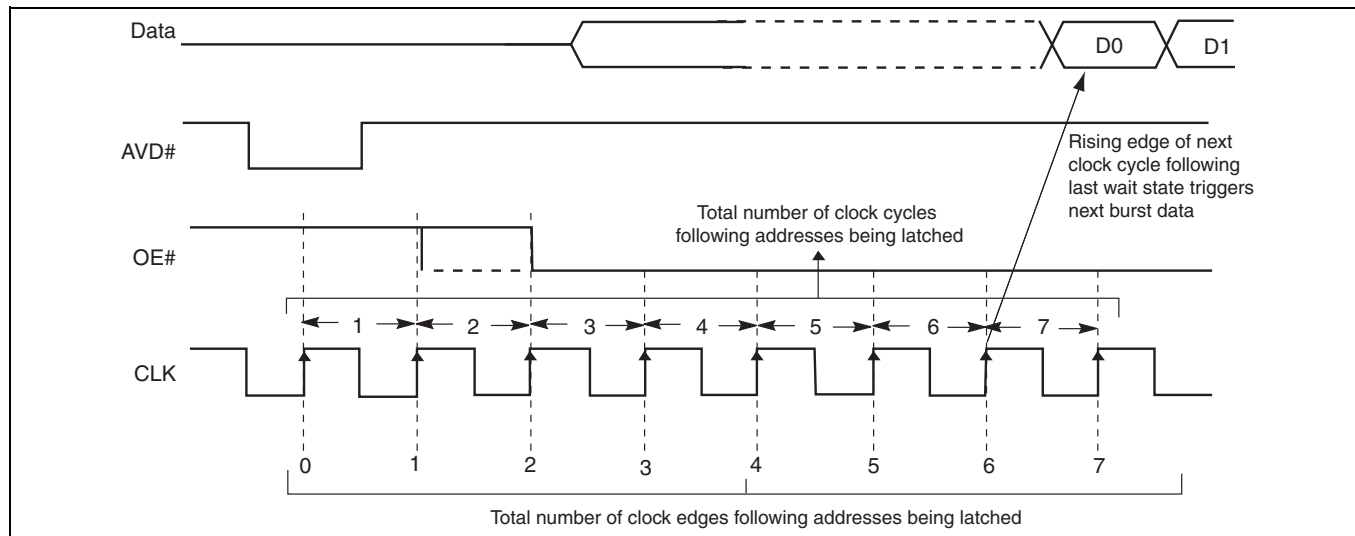 Data
D0
D1
AVD#
Rising edge of next
clock cycle following
last wait state triggers
next burst data
Total number of clock cycles
following addresses being latched
OE#
1 2 3 4 5 6 7
CLK
0 1 2 3 4 5 6 7
Total number of clock edges following addresses being latched